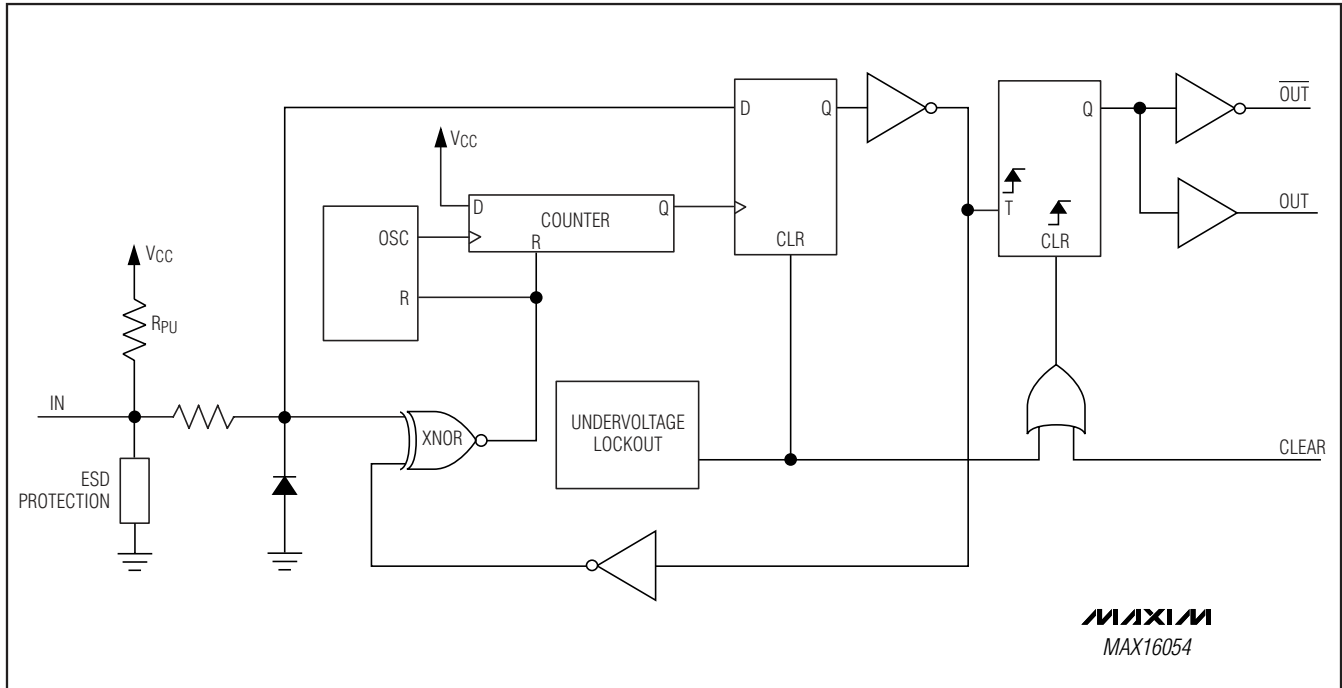 D
Q
Q
OUT
VCC
D
COUNTER
Q
T
OUT
OSC
R
CLR
CLR
VCC
R
RPU
IN
XNOR
UNDERVOLTAGE
LOCKOUT
CLEAR
ESD
PROTECTION
MAXIM
MAX16054